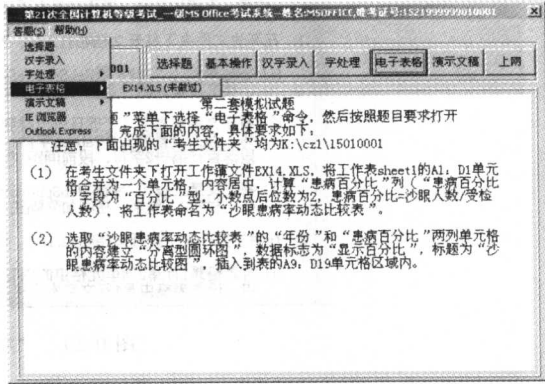 第21次全国计算机等级考试_一级MS Office考试系统--姓名:MSOFFICE,准考证号:1521999999010001
答题(S) 帮助(H)
选择题
汉字录入
字处理
电子表格
演示文稿
IE 浏览器
Outlook Express
EX14.XLS (未做过)
001
选择题 基本操作 汉字录入 字处理 电子表格 演示文稿 上网
第二套模拟试题
题”菜单下选择“电子表格”命令，然后按照题目要求打开
完成下面的内容，具体要求如下：
注意：下面出现的“考生文件夹”均为K:\cz1\15010001
(1) 在考生文件夹下打开工作簿文件EX14.XLS，将工作表sheet1的A1：D1单元
格合并为一个单元格，内容居中，计算“患病百分比”列（“患病百分比
”字段为“百分比”型，小数点后位数为2，患病百分比=沙眼人数/受检
人数），将工作表命名为“沙眼患病率动态比较表”。
(2) 选取“沙眼患病率动态比较表”的“年份”和“患病百分比”两列单元格
的内容建立“分离型圆环图”，数据标志为“显示百分比”，标题为“沙
眼患病率动态比较图”，插入到表的A9：D19单元格区域内。